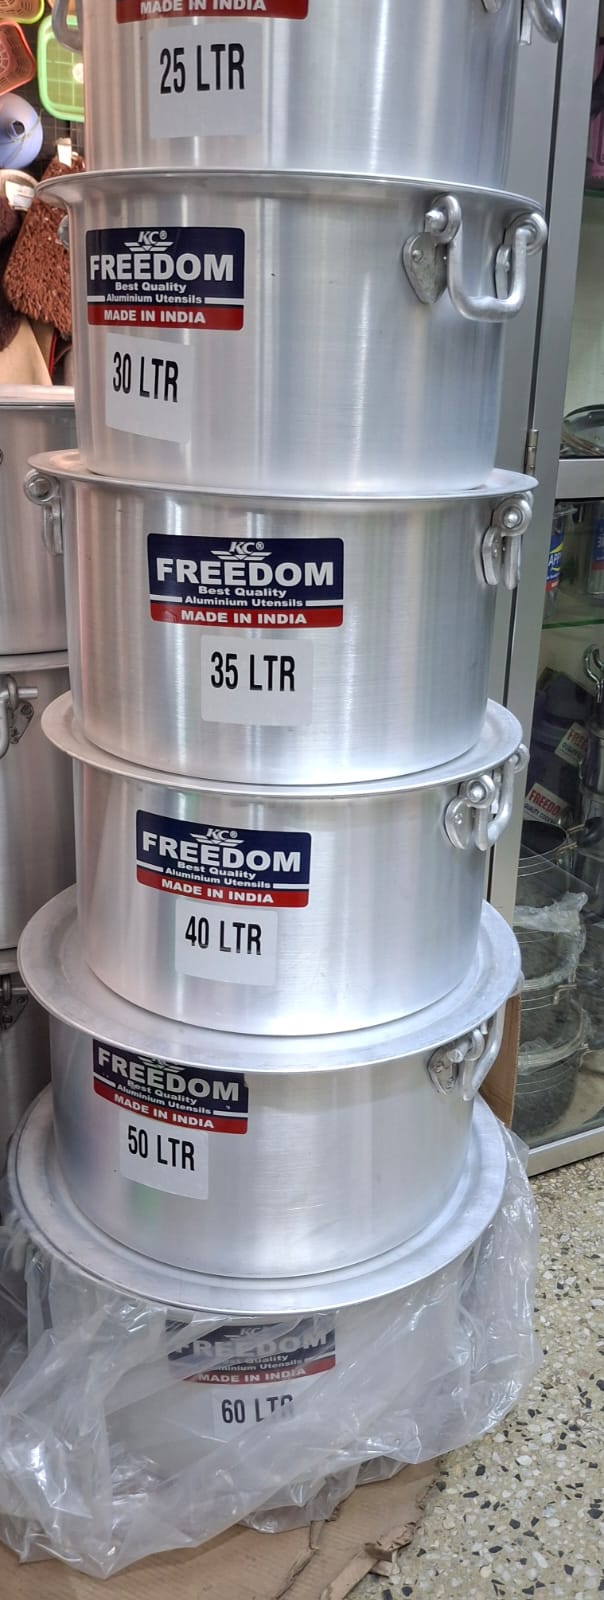 MADE IN INDIA
25 LTR
KC®
FREEDOM
Best Quality
Aluminium Utensils
MADE IN INDIA
30 LTR
KC®
FREEDOM
Best Quality
Aluminium Utensils
MADE IN INDIA
35 LTR
KC®
FREEDOM
Best Quality
Aluminium Utensils
MADE IN INDIA
40 LTR
FREEDOM
Best Quality
Aluminium Utensils
MADE IN INDIA
50 LTR
KC
FREEDOM
Best Quality
Aluminium Utensils
MADE IN INDIA
60 LTR